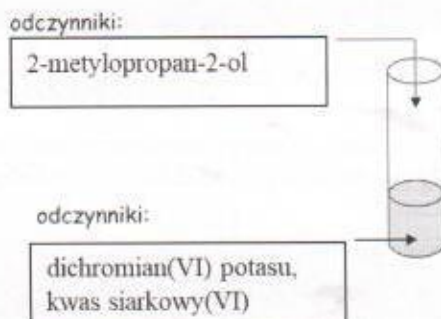 odczynniki:
2-metylopropan-2-ol
odczynniki:
dichromian(VI) potasu,
kwas siarkowy(VI)